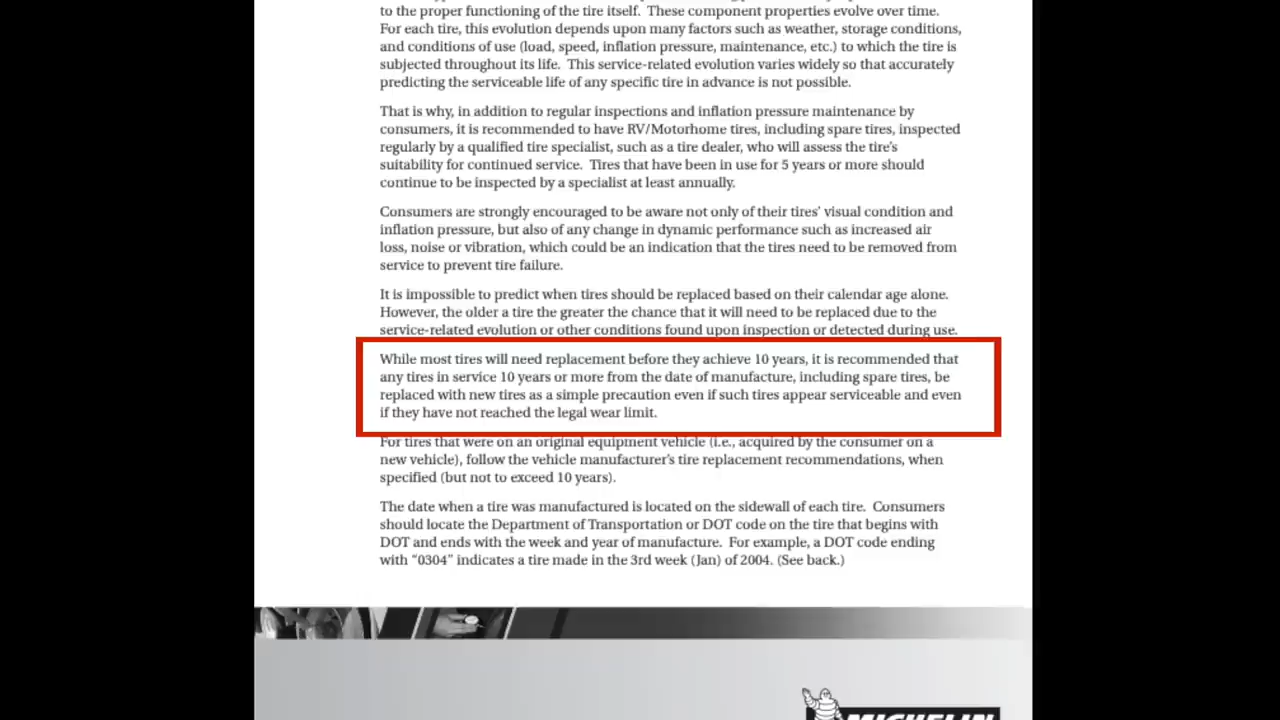 to the proper functioning of the tire itself. These component properties evolve over time.
For each tire, this evolution depends upon many factors such as weather, storage conditions,
and conditions of use (load, speed, inflation pressure, maintenance, etc.) to which the tire is
subjected throughout its life. This service-related evolution varies widely so that accurately
predicting the serviceable life of any specific tire in advance is not possible.
That is why, in addition to regular inspections and inflation pressure maintenance by
consumers, it is recommended to have RV/Motorhome tires, including spare tires, inspected
regularly by a qualified tire specialist, such as a tire dealer, who will assess the tire's
suitability for continued service. Tires that have been in use for 5 years or more should
continue to be inspected by a specialist at least annually.
Consumers are strongly encouraged to be aware not only of their tires' visual condition and
inflation pressure, but also of any change in dynamic performance such as increased air
loss, noise or vibration, which could be an indication that the tires need to be removed from
service to prevent tire failure.
It is impossible to predict when tires should be replaced based on their calendar age alone.
However, the older a tire the greater the chance that it will need to be replaced due to the
service-related evolution or other conditions found upon inspection or detected during use.
While most tires will need replacement before they achieve 10 years, it is recommended that
any tires in service 10 years or more from the date of manufacture, including spare tires, be
replaced with new tires as a simple precaution even if such tires appear serviceable and even
if they have not reached the legal wear limit.
For tires that were on an original equipment vehicle (i.e., acquired by the consumer on a
new vehicle), follow the vehicle manufacturer's tire replacement recommendations, when
specified (but not to exceed 10 years).
The date when a tire was manufactured is located on the sidewall of each tire. Consumers
should locate the Department of Transportation or DOT code on the tire that begins with
DOT and ends with the week and year of manufacture. For example, a DOT code ending
with "0304" indicates a tire made in the 3rd week (Jan) of 2004. (See back.)
MICHELIN